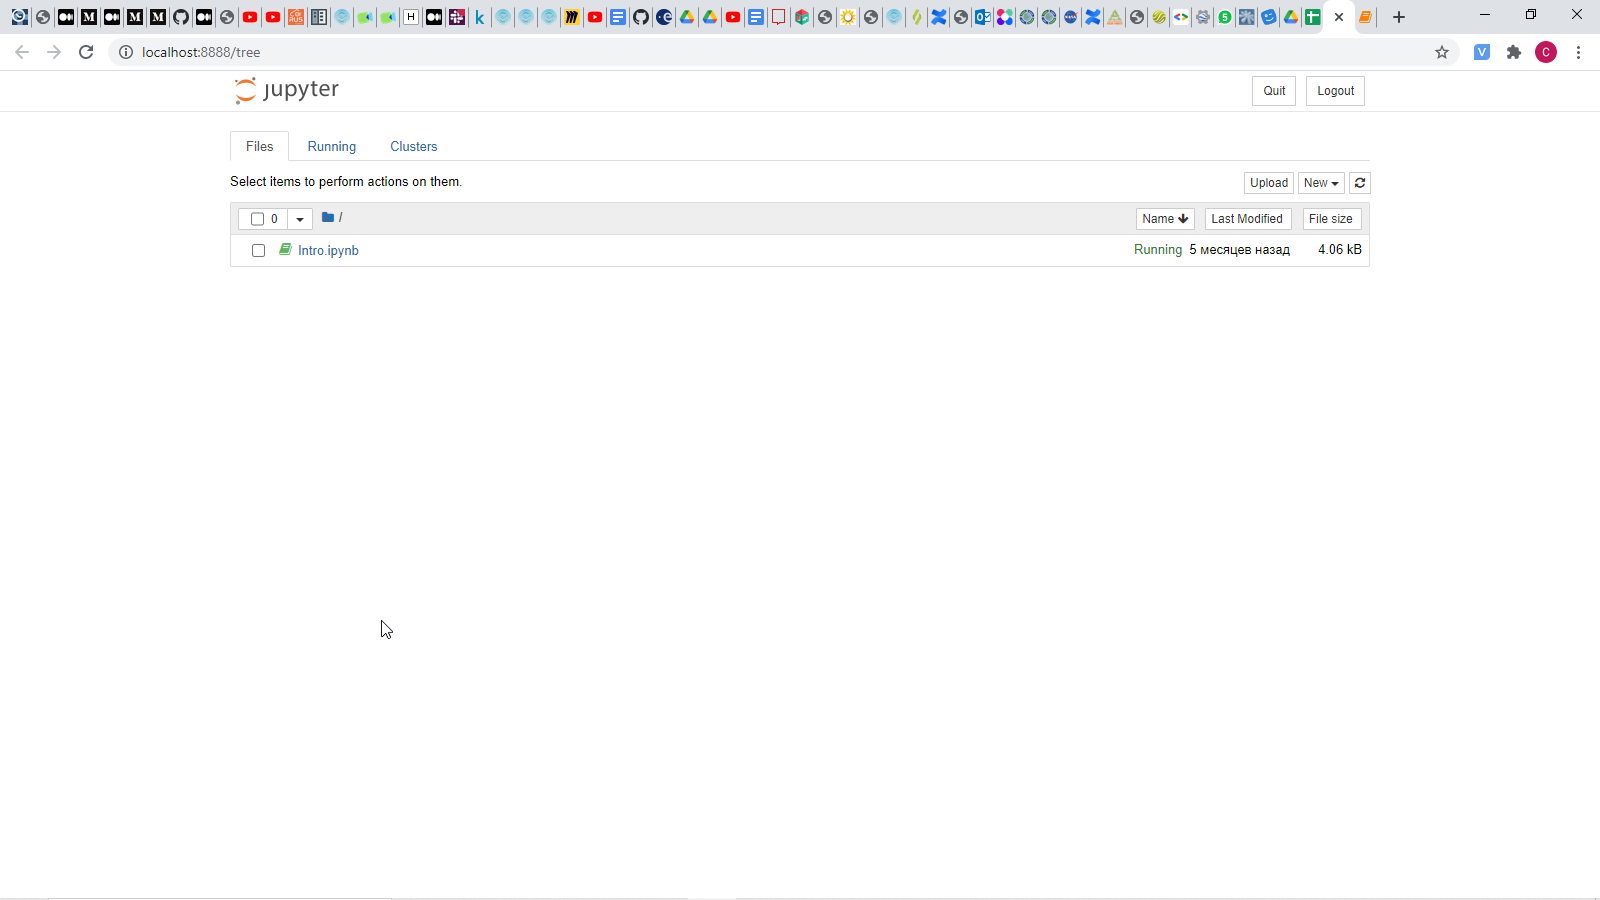 localhost:8888/tree
C
jupyter
Quit
Logout
Files
Running
Clusters
Select items to perform actions on them.
Upload
New
0
/
Name
Last Modified
File size
Intro.ipynb
Running
5 месяцев назад
4.06 kB